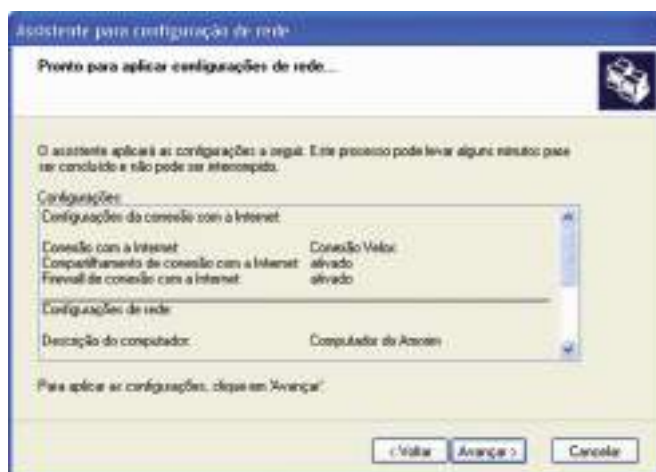 Assistente para configuração de rede
Pronto para aplicar configurações de rede...
O assistente aplicará as configurações a seguir. Este processo pode levar alguns minutos para
ser concluído e não pode ser interrompido.
Configurações:
Configurações da conexão com a Internet:
Conexão com a Internet: Conexão Velox
Compartilhamento de conexão com a Internet: ativado
Firewall de conexão com a Internet: ativado
Configurações de rede:
Descrição do computador: Computador do Amorim
Para aplicar as configurações, clique em 'Avançar'.
< Voltar Avançar > Cancelar